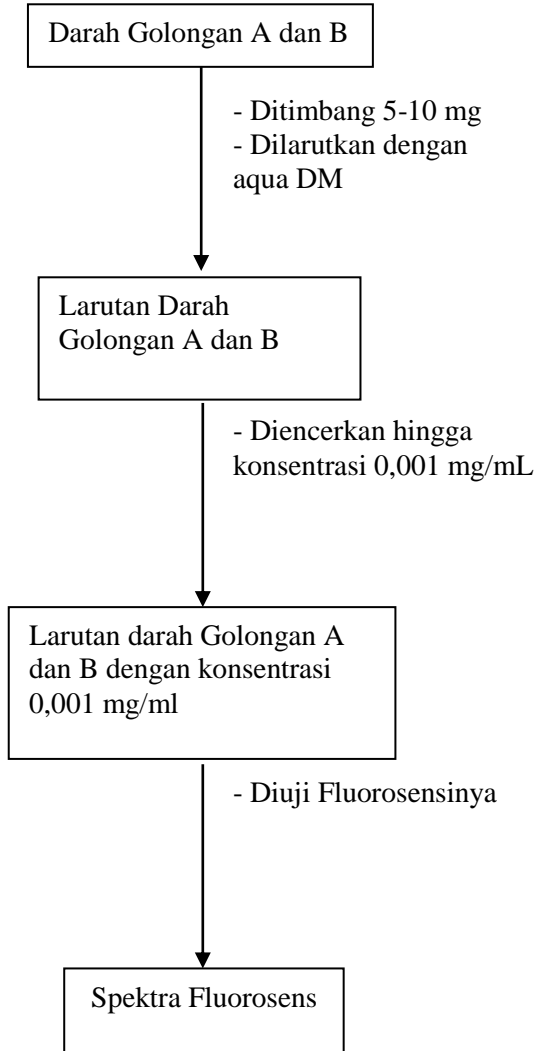 Darah Golongan A dan B
- Ditimbang 5-10 mg
- Dilarutkan dengan
aqua DM
Larutan Darah
Golongan A dan B
- Diencerkan hingga
konsentrasi 0,001 mg/mL
Larutan darah Golongan A
dan B dengan konsentrasi
0,001 mg/ml
- Diuji Fluorosensinya
Spektra Fluorosens